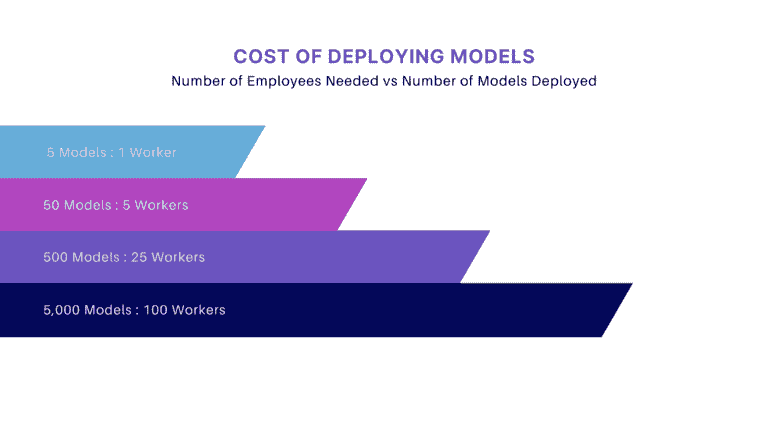 COST OF DEPLOYING MODELS
Number of Employees Needed vs Number of Models Deployed
5 Models : 1 Worker
50 Models : 5 Workers
500 Models : 25 Workers
5,000 Models : 100 Workers